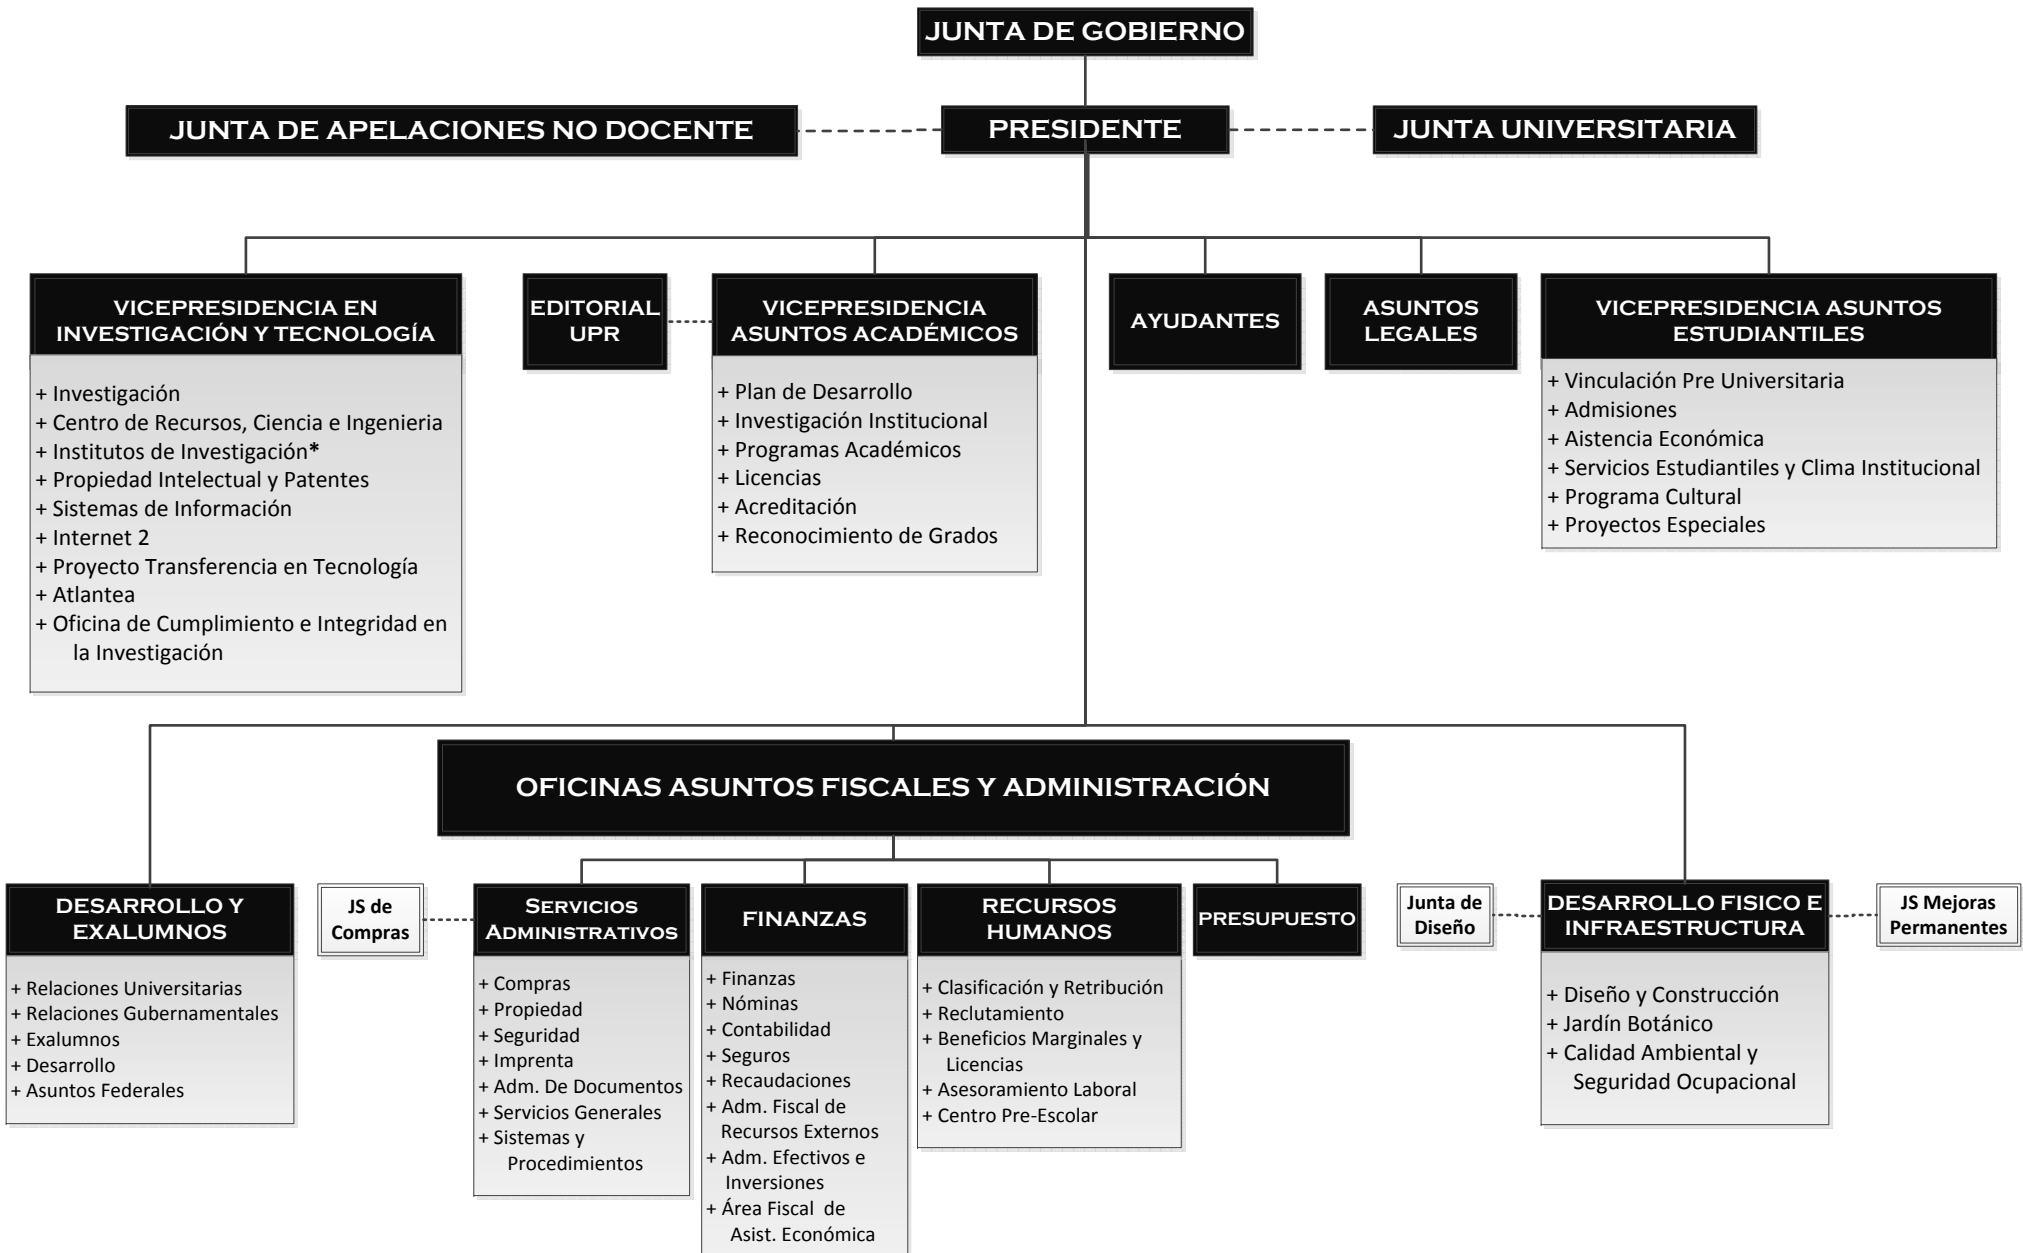 JUNTA DE GOBIERNO
JUNTA DE APELACIONES NO DOCENTE
PRESIDENTE
JUNTA UNIVERSITARIA
VICEPRESIDENCIA EN
INVESTIGACIÓN Y TECNOLOGÍA
+ Investigación
+ Centro de Recursos, Ciencia e Ingenieria
+ Institutos de Investigación*
+ Propiedad Intelectual y Patentes
+ Sistemas de Información
+ Internet 2
+ Proyecto Transferencia en Tecnología
+ Atlantea
+ Oficina de Cumplimiento e Integridad en
la Investigación
EDITORIAL
UPR
VICEPRESIDENCIA
ASUNTOS ACADÉMICOS
+ Plan de Desarrollo
+ Investigación Institucional
+ Programas Académicos
+ Licencias
+ Acreditación
+ Reconocimiento de Grados
AYUDANTES
ASUNTOS
LEGALES
VICEPRESIDENCIA ASUNTOS
ESTUDIANTILES
+ Vinculación Pre Universitaria
+ Admisiones
+ Aistencia Económica
+ Servicios Estudiantiles y Clima Institucional
+ Programa Cultural
+ Proyectos Especiales
OFICINAS ASUNTOS FISCALES Y ADMINISTRACIÓN
DESARROLLO Y
EXALUMNOS
+ Relaciones Universitarias
+ Relaciones Gubernamentales
+ Exalumnos
+ Desarrollo
+ Asuntos Federales
JS de
Compras
SERVICIOS
ADMINISTRATIVOS
+ Compras
+ Propiedad
+ Seguridad
+ Imprenta
+ Adm. De Documentos
+ Servicios Generales
+ Sistemas y
Procedimientos
FINANZAS
+ Finanzas
+ Nóminas
+ Contabilidad
+ Seguros
+ Recaudaciones
+ Adm. Fiscal de
Recursos Externos
+ Adm. Efectivos e
Inversiones
+ Área Fiscal de
Asist. Económica
RECURSOS
HUMANOS
+ Clasificación y Retribución
+ Reclutamiento
+ Beneficios Marginales y
Licencias
+ Asesoramiento Laboral
+ Centro Pre-Escolar
PRESUPUESTO
Junta de
Diseño
DESARROLLO FISICO E
INFRAESTRUCTURA
+ Diseño y Construcción
+ Jardín Botánico
+ Calidad Ambiental y
Seguridad Ocupacional
JS Mejoras
Permanentes